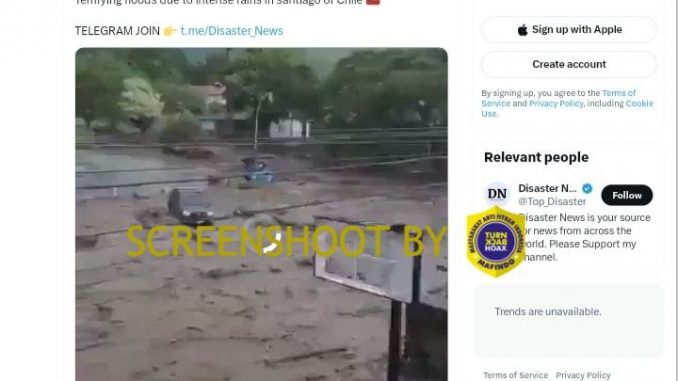 Terrifying floods due to intense rains in santiago of Chile
TELEGRAM JOIN 👉 t.me/Disaster_News
SCREENSHOOT BY
MASYARAKAT ANTI FITNAH INDONESIA
TURN
BACK
HOAX
MAFINDO
Sign up with Apple
Create account
By signing up, you agree to the Terms of
Service and Privacy Policy, including Cookie
Use.
Relevant people
DN
Disaster N...
@Top_Disaster
Follow
Disaster News is your source
for news from across the
world. Please Support my
channel.
Trends are unavailable.
Terms of Service Privacy Policy